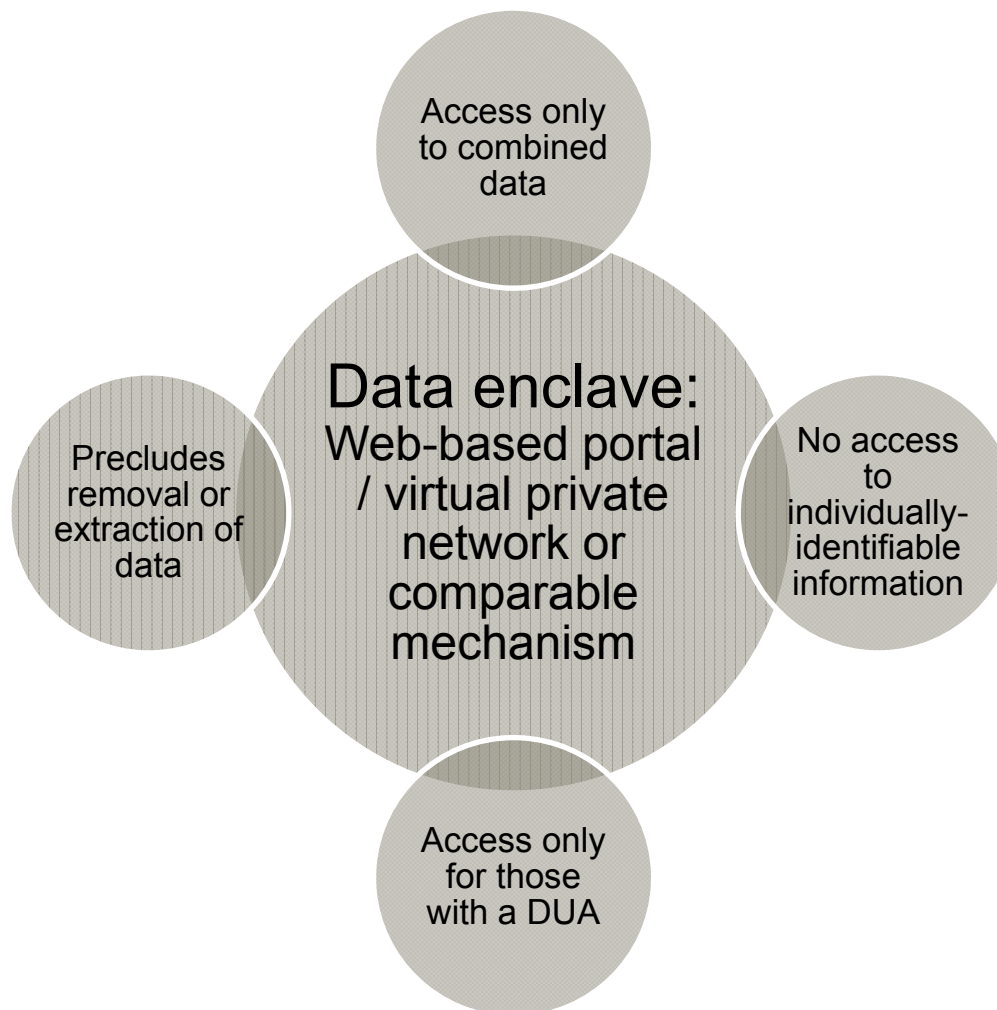 Access only
to combined
data
Data enclave:
Web-based portal
/ virtual private
network or
comparable
mechanism
Precludes
removal or
extraction of
data
No access
to
individually-
identifiable
information
Access only
for those
with a DUA